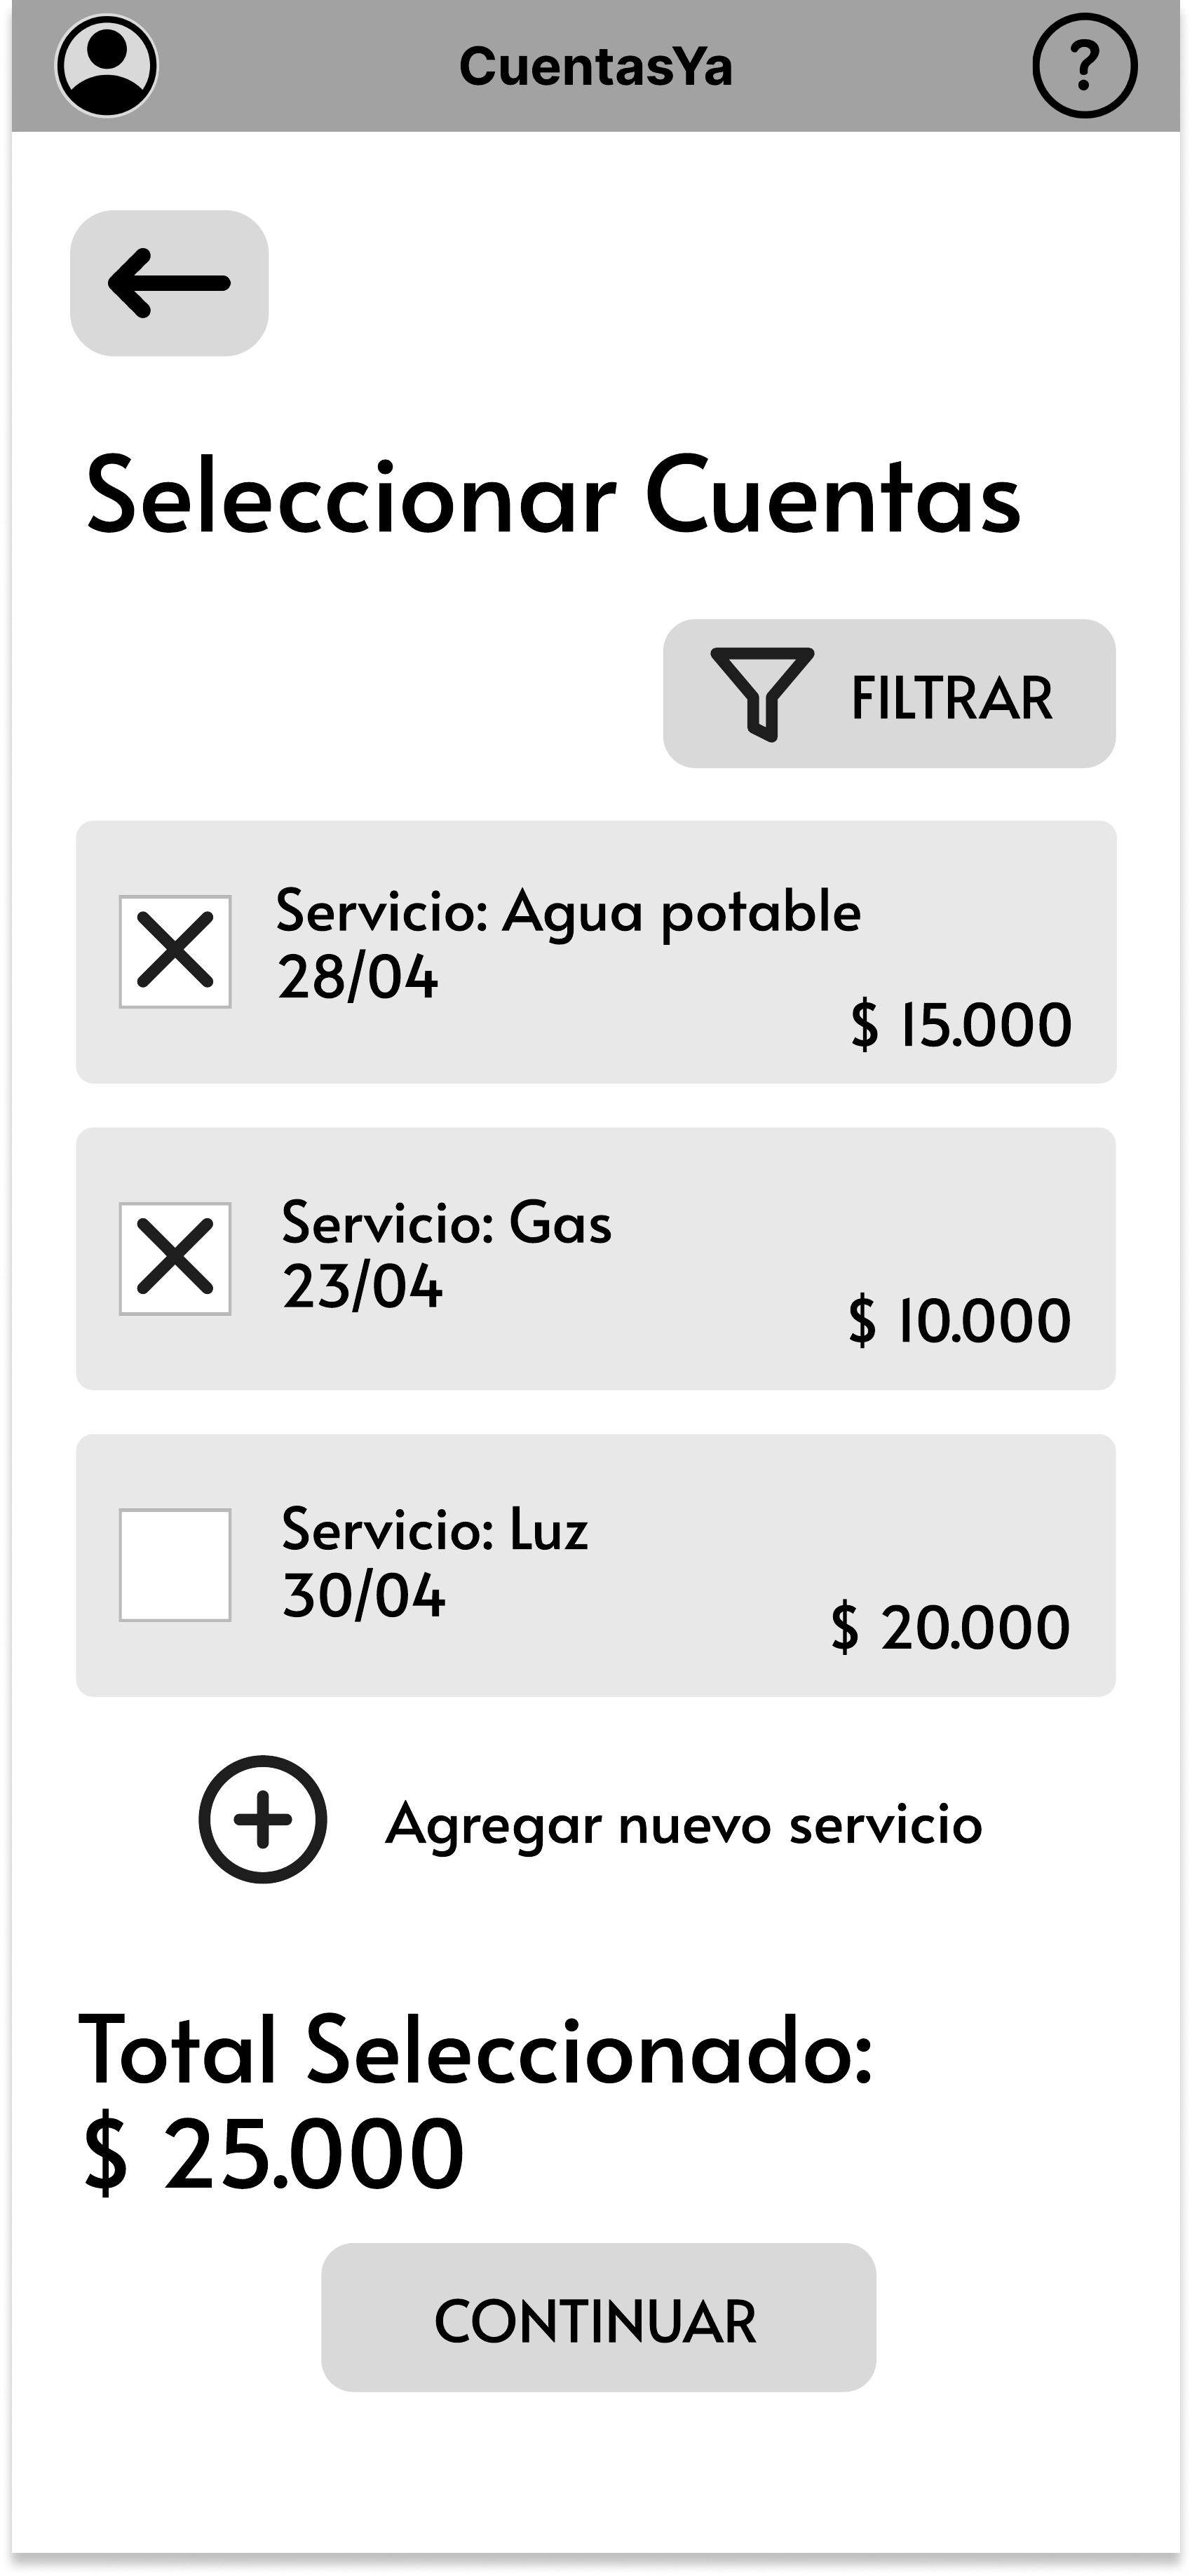 CuentasYa
?
Seleccionar Cuentas
FILTRAR
Servicio: Agua potable
28/04
$ 15.000
Servicio: Gas
23/04
$ 10.000
Servicio: Luz
30/04
$ 20.000
Agregar nuevo servicio
Total Seleccionado:
$ 25.000
CONTINUAR